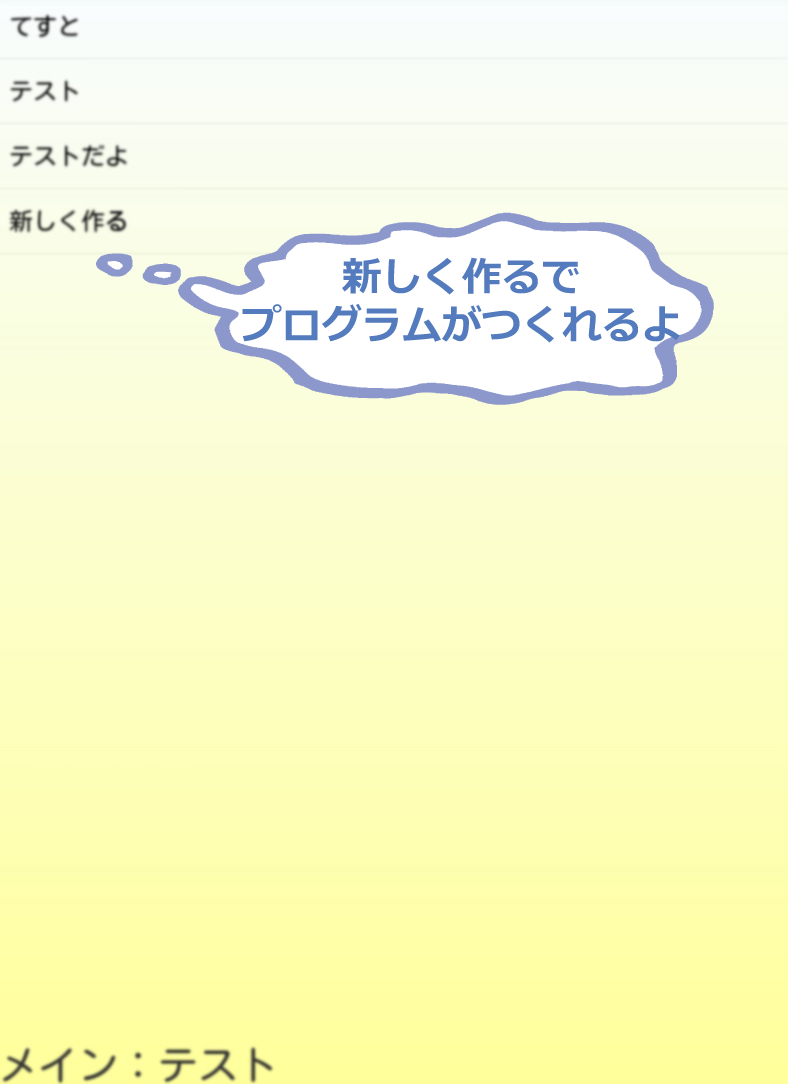 てすと
テスト
テストだよ
新しく作る
新しく作るで
プログラムがつくれるよ
メイン：テスト